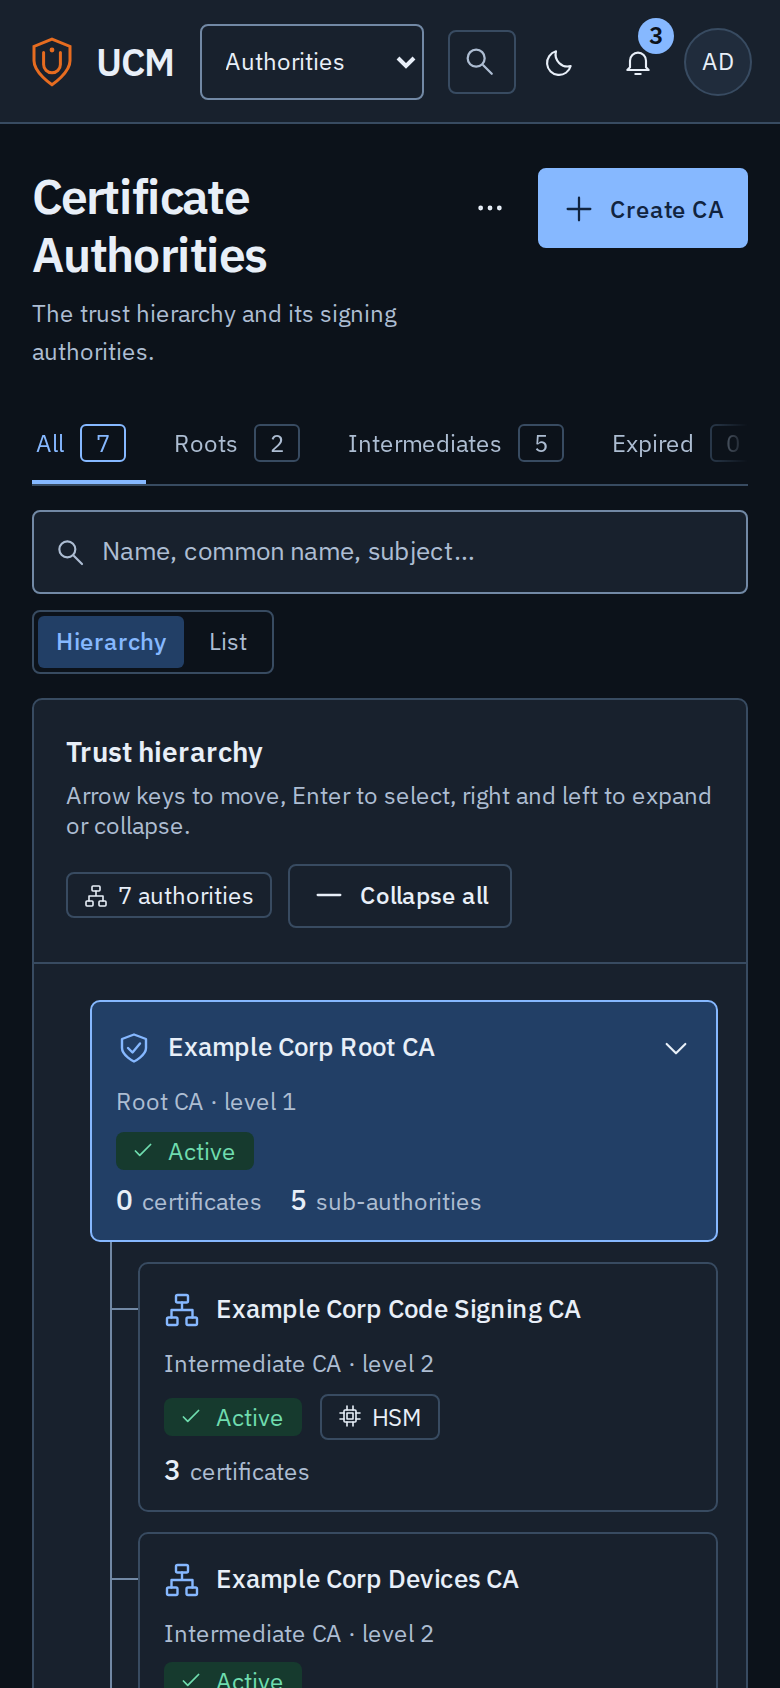 UCM
Authorities
3
AD
Certificate
Authorities
Create CA
The trust hierarchy and its signing
authorities.
All 7 Roots 2 Intermediates 5 Expired 0
Name, common name, subject...
Hierarchy List
Trust hierarchy
Arrow keys to move, Enter to select, right and left to expand
or collapse.
7 authorities Collapse all
Example Corp Root CA
Root CA · level 1
Active
0 certificates 5 sub-authorities
Example Corp Code Signing CA
Intermediate CA · level 2
Active HSM
3 certificates
Example Corp Devices CA
Intermediate CA · level 2
Active